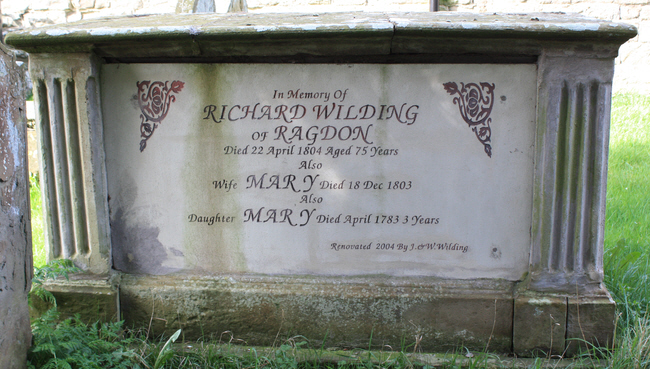 In Memory Of
RICHARD WILDING
OF RAGDON
Died 22 April 1804 Aged 75 Years
Also
Wife MARY Died 18 Dec 1803
Also
Daughter MARY Died April 1783 3 Years
Renovated 2004 By J.&W.Wilding.